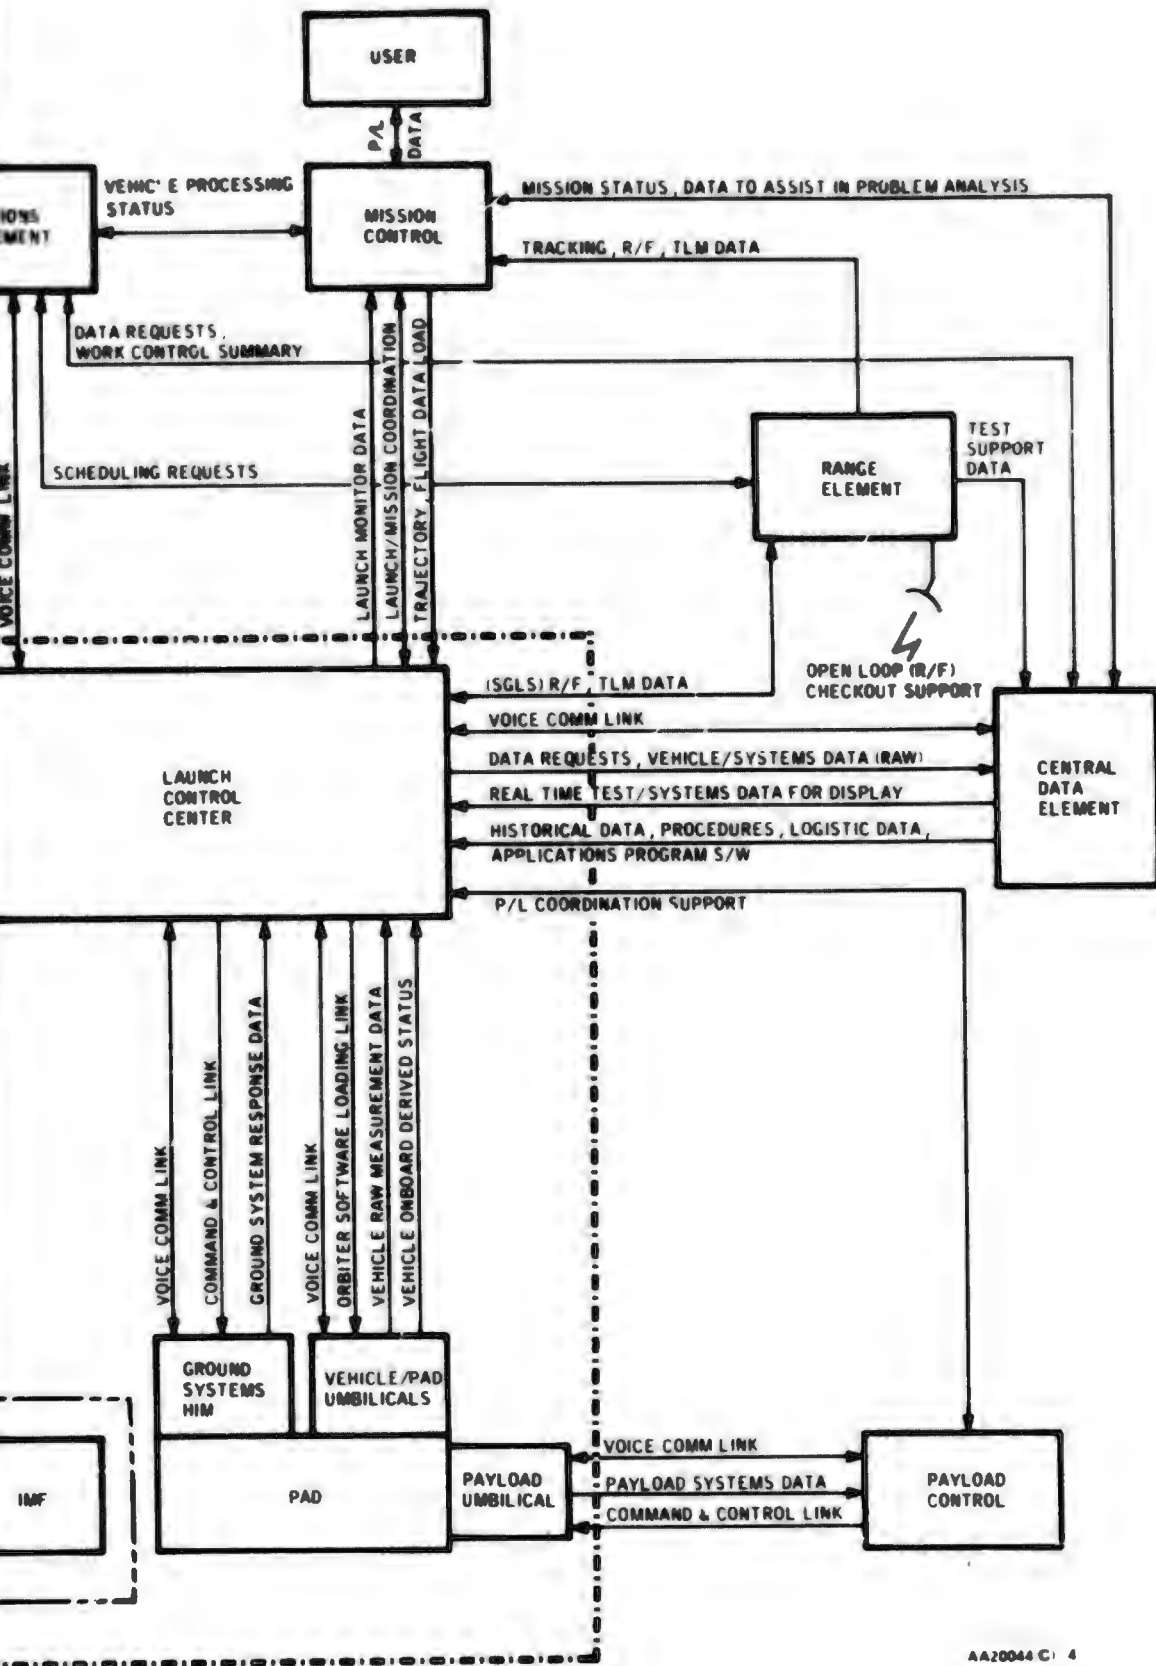 USER
P/L
DATA
VEHIC' E PROCESSING
STATUS
IONS
EMENT
MISSION
CONTROL
MISSION STATUS, DATA TO ASSIST IN PROBLEM ANALYSIS
TRACKING, R/F, TLM DATA
DATA REQUESTS,
WORK CONTROL SUMMARY
SCHEDULING REQUESTS
VOICE COMM LINK
LAUNCH MONITOR DATA
LAUNCH/MISSION COORDINATION
TRAJECTORY, FLIGHT DATA LOAD
RANGE
ELEMENT
TEST
SUPPORT
DATA
OPEN LOOP (R/F)
CHECKOUT SUPPORT
(SGLS) R/F, TLM DATA
VOICE COMM LINK
DATA REQUESTS, VEHICLE/SYSTEMS DATA (RAW)
REAL TIME TEST/SYSTEMS DATA FOR DISPLAY
HISTORICAL DATA, PROCEDURES, LOGISTIC DATA,
APPLICATIONS PROGRAM S/W
P/L COORDINATION SUPPORT
LAUNCH
CONTROL
CENTER
CENTRAL
DATA
ELEMENT
VOICE COMM LINK
COMMAND & CONTROL LINK
GROUND SYSTEM RESPONSE DATA
VOICE COMM LINK
ORBITER SOFTWARE LOADING LINK
VEHICLE RAW MEASUREMENT DATA
VEHICLE ONBOARD DERIVED STATUS
GROUND
SYSTEMS
HIM
VEHICLE/PAD
UMBILICALS
IMF
PAD
PAYLOAD
UMBILICAL
VOICE COMM LINK
PAYLOAD SYSTEMS DATA
COMMAND & CONTROL LINK
PAYLOAD
CONTROL
AA20044(C) 4